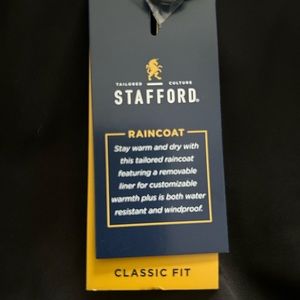 TAILORED CULTURE
STAFFORD®
RAINCOAT
Stay warm and dry with
this tailored raincoat
featuring a removable
liner for customizable
warmth plus is both water
resistant and windproof.
CLASSIC FIT